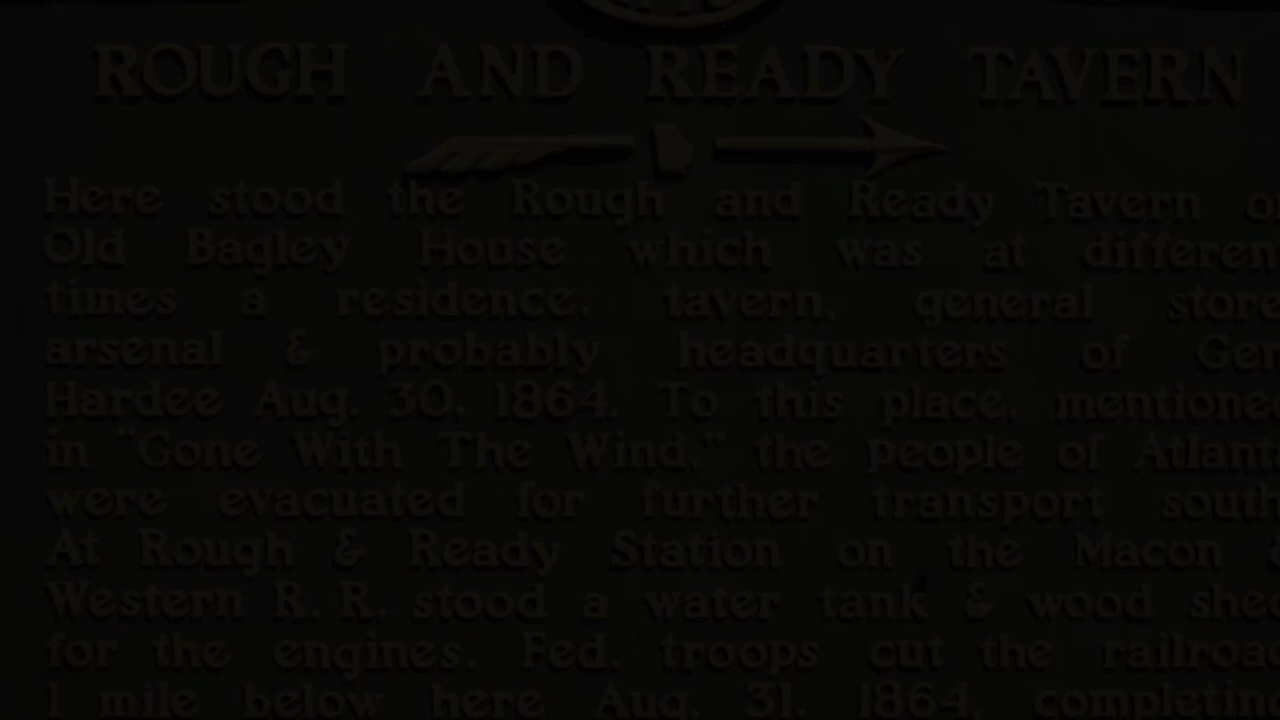 ROUGH AND READY TAVERN
Here stood the Rough and Ready Tavern o
Old Bagley House which was at differen
times a residence, tavern, general store
arsenal & probably headquarters of Gen
Hardee Aug. 30, 1864. To this place, mentione
in "Gone With The Wind," the people of Atlant
were evacuated for further transport south
At Rough & Ready Station on the Macon &
Western R. R. stood a water tank & wood shed
for the engines. Fed. troops cut the railroad
1 mile below here Aug. 31, 1864, completing